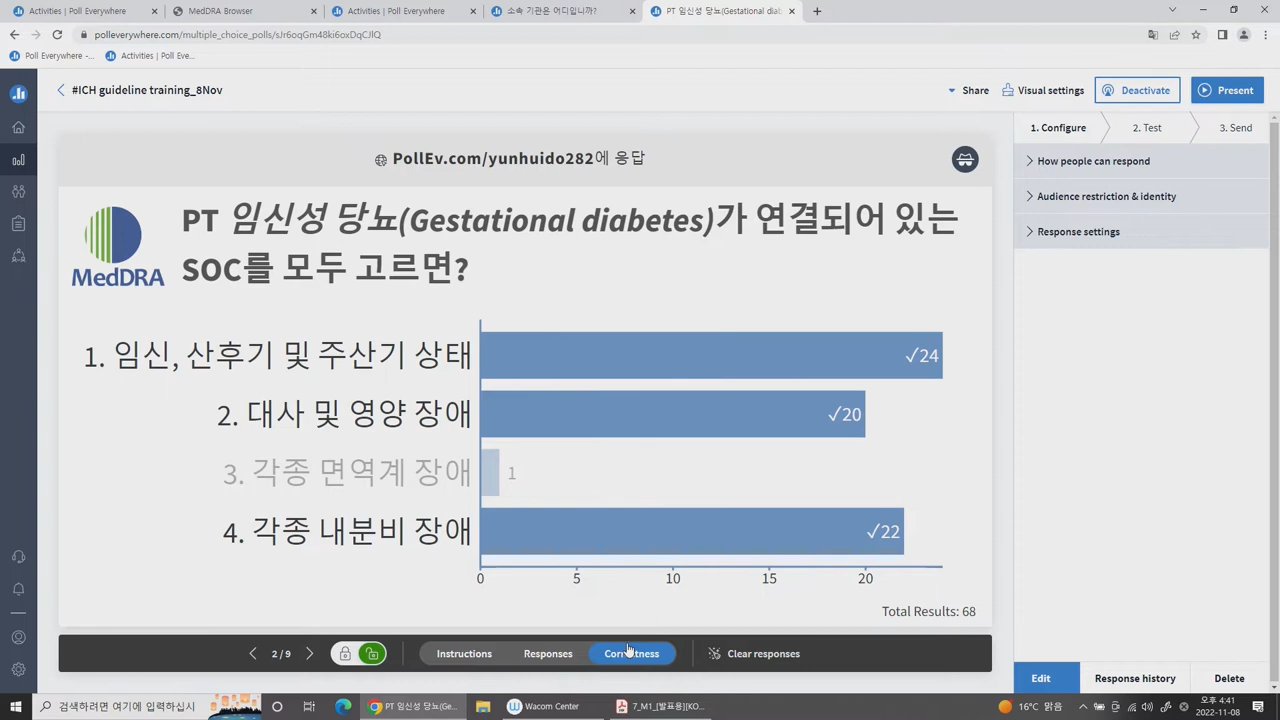 Activities | Poll Everywhere
MedDRA Browser
Activities | Poll Everywhere
소속 기관은 어디입니까?
PT 임신성 당뇨(Gestational diab
polleverywhere.com/multiple_choice_polls/sJr6oqGm48ki6oxDqCJlQ
Poll Everywhere -...
Activities | Poll Eve...
#ICH guideline training_8Nov
Share
Visual settings
Deactivate
Present
1. Configure
2. Test
3. Send
How people can respond
Audience restriction & identity
Response settings
PollEv.com/yunhuido282에 응답
MedDRA
PT 임신성 당뇨(Gestational diabetes)가 연결되어 있는
SOC를 모두 고르면?
1. 임신, 산후기 및 주산기 상태
✓24
2. 대사 및 영양 장애
✓20
3. 각종 면역계 장애
1
4. 각종 내분비 장애
✓22
0 5 10 15 20
Total Results: 68
2 / 9
Instructions
Responses
Clear responses
Edit
Response history
Delete
검색하려면 여기에 입력하십시
PT 임신성 당뇨(Ge...
Wacom Center
7_M1_[발표용][KO...
16°C 맑음
오후 4:41
2022-11-08